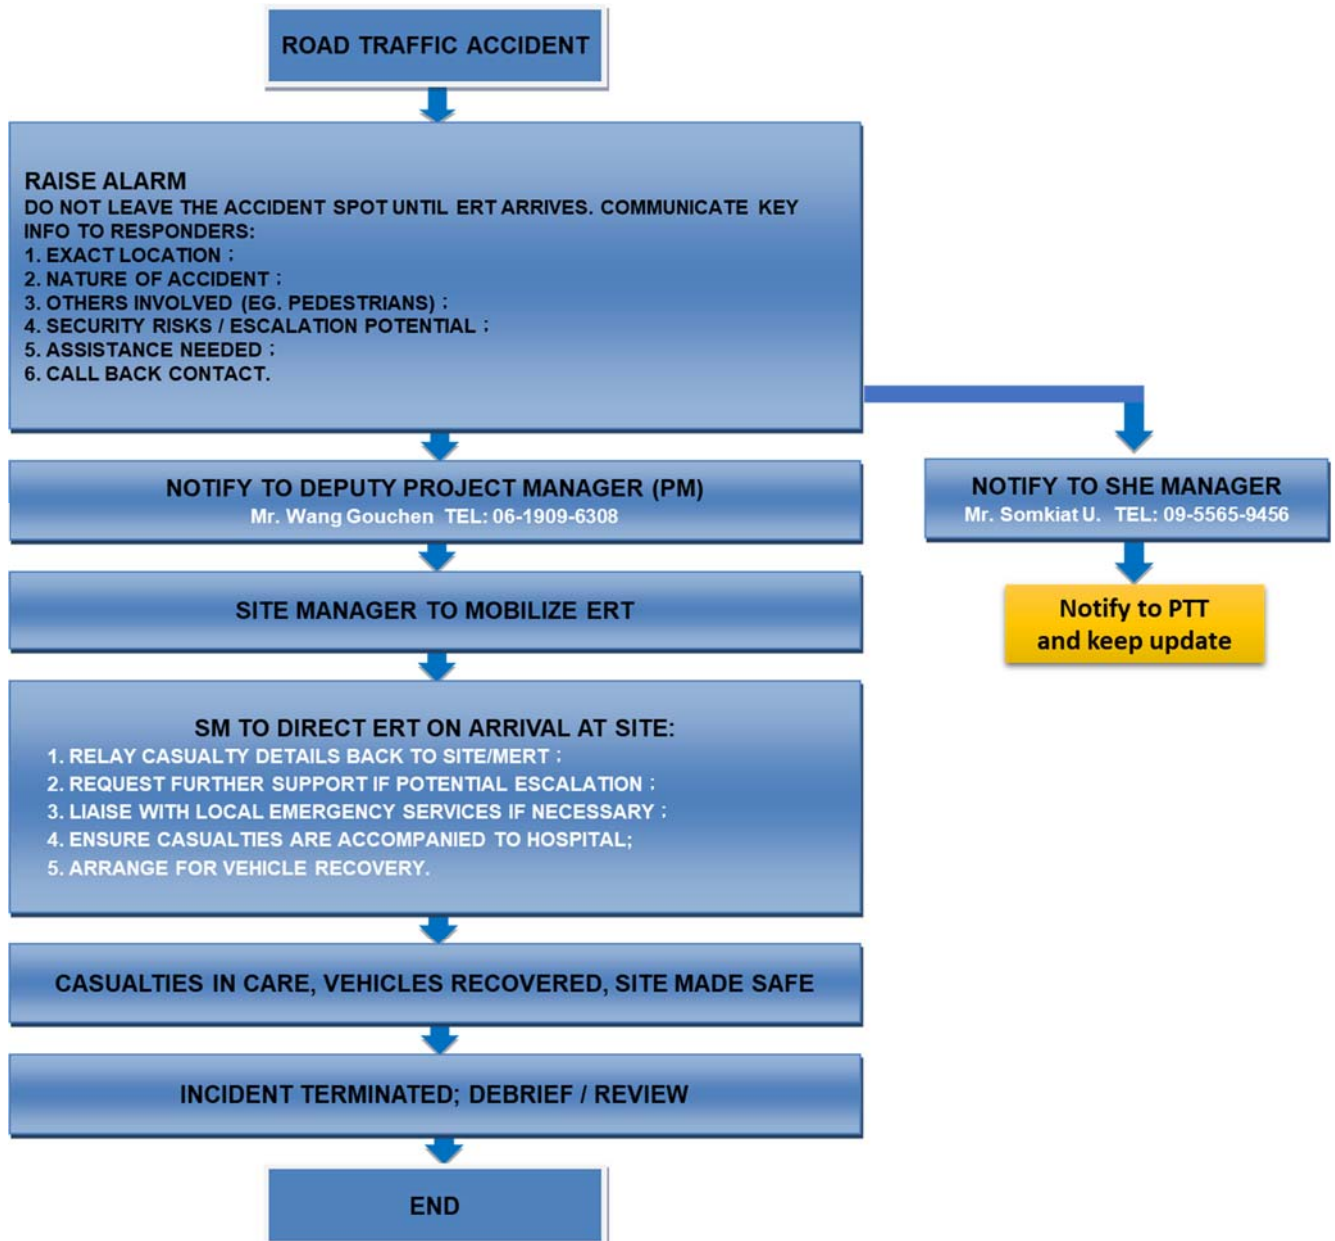 ROAD TRAFFIC ACCIDENT
RAISE ALARM
DO NOT LEAVE THE ACCIDENT SPOT UNTIL ERT ARRIVES. COMMUNICATE KEY
INFO TO RESPONDERS:
1. EXACT LOCATION ;
2. NATURE OF ACCIDENT ;
3. OTHERS INVOLVED (EG. PEDESTRIANS) ;
4. SECURITY RISKS / ESCALATION POTENTIAL ;
5. ASSISTANCE NEEDED ;
6. CALL BACK CONTACT.
NOTIFY TO DEPUTY PROJECT MANAGER (PM)
Mr. Wang Gouchen TEL: 06-1909-6308
NOTIFY TO SHE MANAGER
Mr. Somkiat U. TEL: 09-5565-9456
SITE MANAGER TO MOBILIZE ERT
Notify to PTT
and keep update
SM TO DIRECT ERT ON ARRIVAL AT SITE:
1. RELAY CASUALTY DETAILS BACK TO SITE/MERT ;
2. REQUEST FURTHER SUPPORT IF POTENTIAL ESCALATION ;
3. LIAISE WITH LOCAL EMERGENCY SERVICES IF NECESSARY ;
4. ENSURE CASUALTIES ARE ACCOMPANIED TO HOSPITAL;
5. ARRANGE FOR VEHICLE RECOVERY.
CASUALTIES IN CARE, VEHICLES RECOVERED, SITE MADE SAFE
INCIDENT TERMINATED; DEBRIEF / REVIEW
END